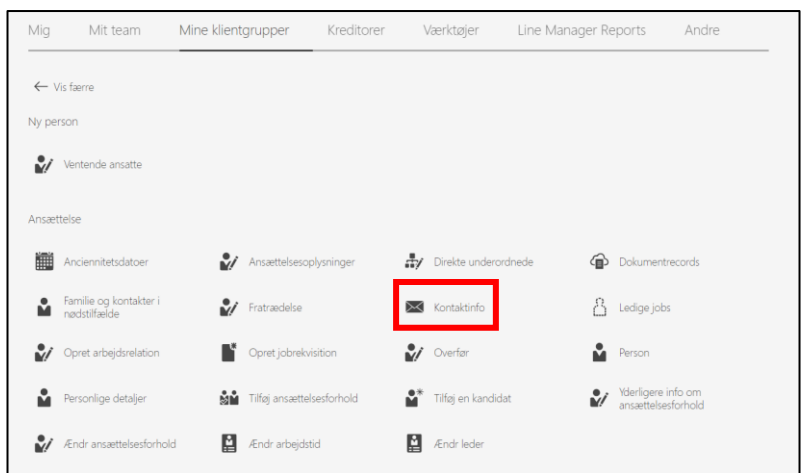 Mig Mit team Mine klientgrupper Kreditorer Værktøjer Line Manager Reports Andre
Vis færre
Ny person
Ventende ansatte
Ansættelse
Anciennitetsdatoer Ansættelsesoplysninger Direkte underordnede Dokumentrecords
Familie og kontakter i
nødstilfælde Fratrædelse Kontaktinfo Ledige jobs
Opret arbejdsrelation Opret jobrekvisition Overfør Person
Personlige detaljer Tilføj ansættelsesforhold Tilføj en kandidat Yderligere info om
ansættelsesforhold
Ændr ansættelsesforhold Ændr arbejdstid Ændr leder